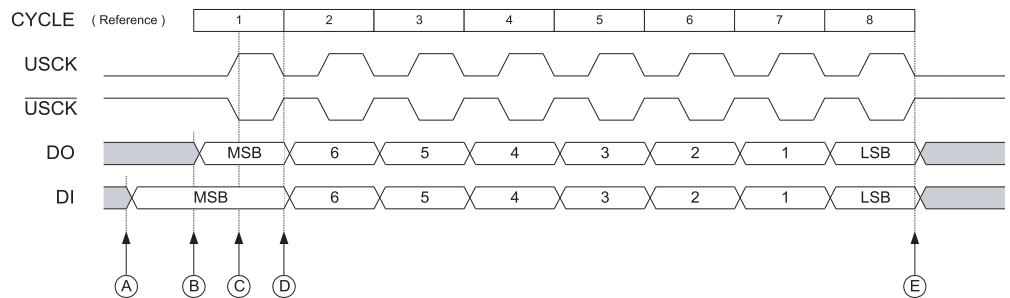 CYCLE ( Reference ) 1 2 3 4 5 6 7 8
USCK
USCK
DO MSB 6 5 4 3 2 1 LSB
DI MSB 6 5 4 3 2 1 LSB
A B C D E